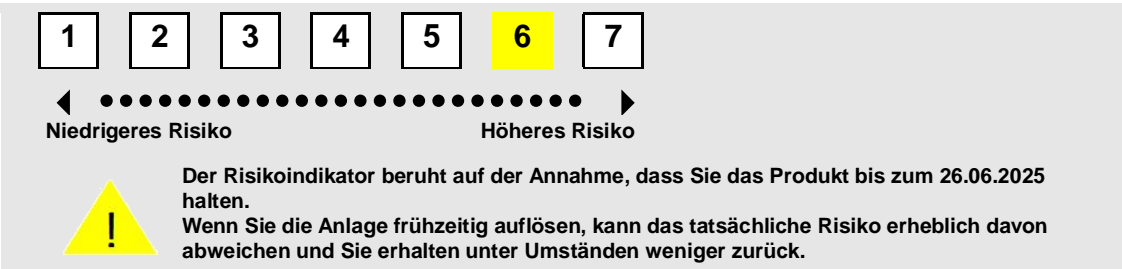 1 2 3 4 5 6 7
Niedrigeres Risiko Höheres Risiko
Der Risikoindikator beruht auf der Annahme, dass Sie das Produkt bis zum 26.06.2025
halten.
Wenn Sie die Anlage frühzeitig auflösen, kann das tatsächliche Risiko erheblich davon
abweichen und Sie erhalten unter Umständen weniger zurück.
!